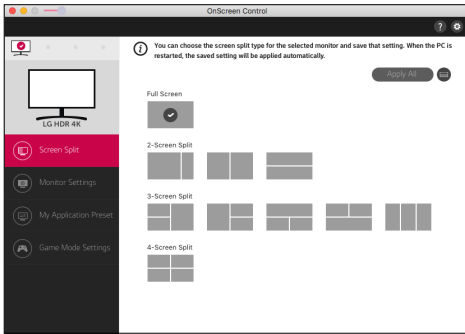 OnScreen Control
?
i You can choose the screen split type for the selected monitor and save that setting. When the PC is
restarted, the saved setting will be applied automatically.
Apply All
LG HDR 4K
Full Screen
Screen Split
2-Screen Split
Monitor Settings
3-Screen Split
My Application Preset
Game Mode Settings
4-Screen Split